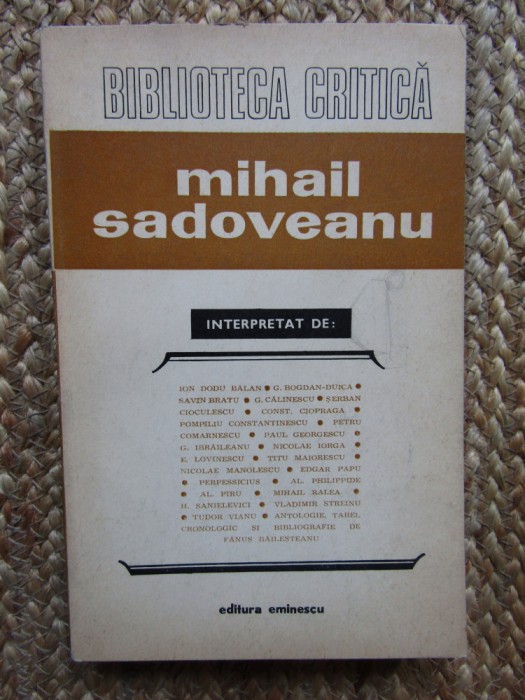 BIBLIOTECA CRITICĂ
mihail
sadoveanu
INTERPRETAT DE:
ION DODU BĂLAN • G. BOGDAN-DUICĂ •
SAVIN BRATU • G. CĂLINESCU • ȘERBAN
CIOCULESCU • CONST. CIOPRAGA •
POMPILIU CONSTANTINESCU • PETRU
COMARNESCU • PAUL GEORGESCU •
G. IBRĂILEANU • NICOLAE IORGA •
E. LOVINESCU • TITU MAIORESCU •
NICOLAE MANOLESCU • EDGAR PAPU
• PERPESSICIUS • AL. PHILIPPIDE
• AL. PIRU • MIHAIL RALEA •
H. SANIELEVICI • VLADIMIR STREINU
• TUDOR VIANU • ANTOLOGIE, TABEL
CRONOLOGIC SI BIBLIOGRAFIE DE
FĂNUȘ BĂILEȘTEANU
editura eminescu